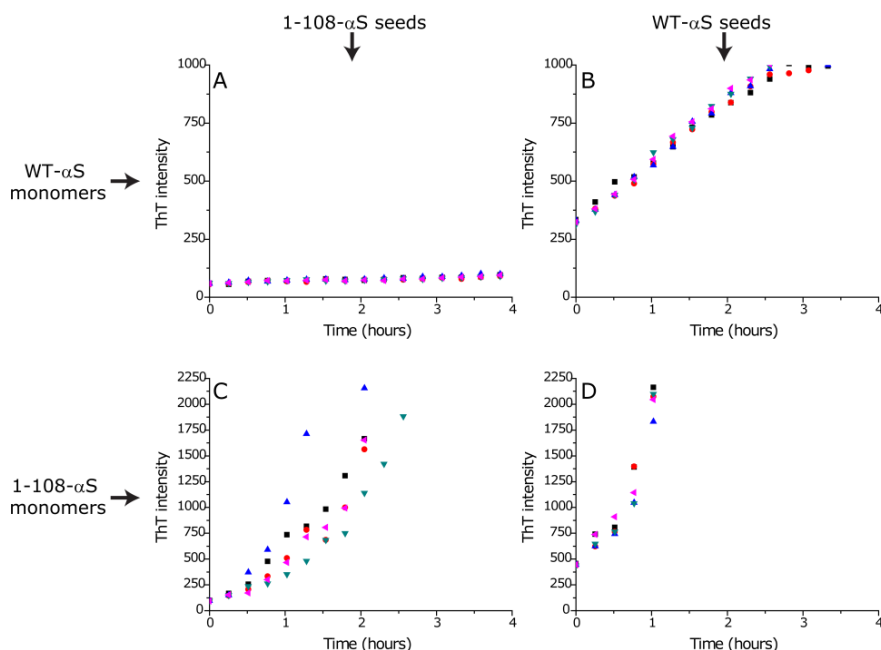 1-108-αS seeds
WT-αS seeds
WT-αS
monomers
A
ThT intensity
1000
750
500
250
0
0
1
2
3
4
Time (hours)
B
ThT intensity
1000
750
500
250
0
0
1
2
3
4
Time (hours)
1-108-αS
monomers
C
ThT intensity
2250
2000
1750
1500
1250
1000
750
500
250
0
0
1
2
3
4
Time (hours)
D
ThT intensity
2250
2000
1750
1500
1250
1000
750
500
250
0
0
1
2
3
4
Time (hours)